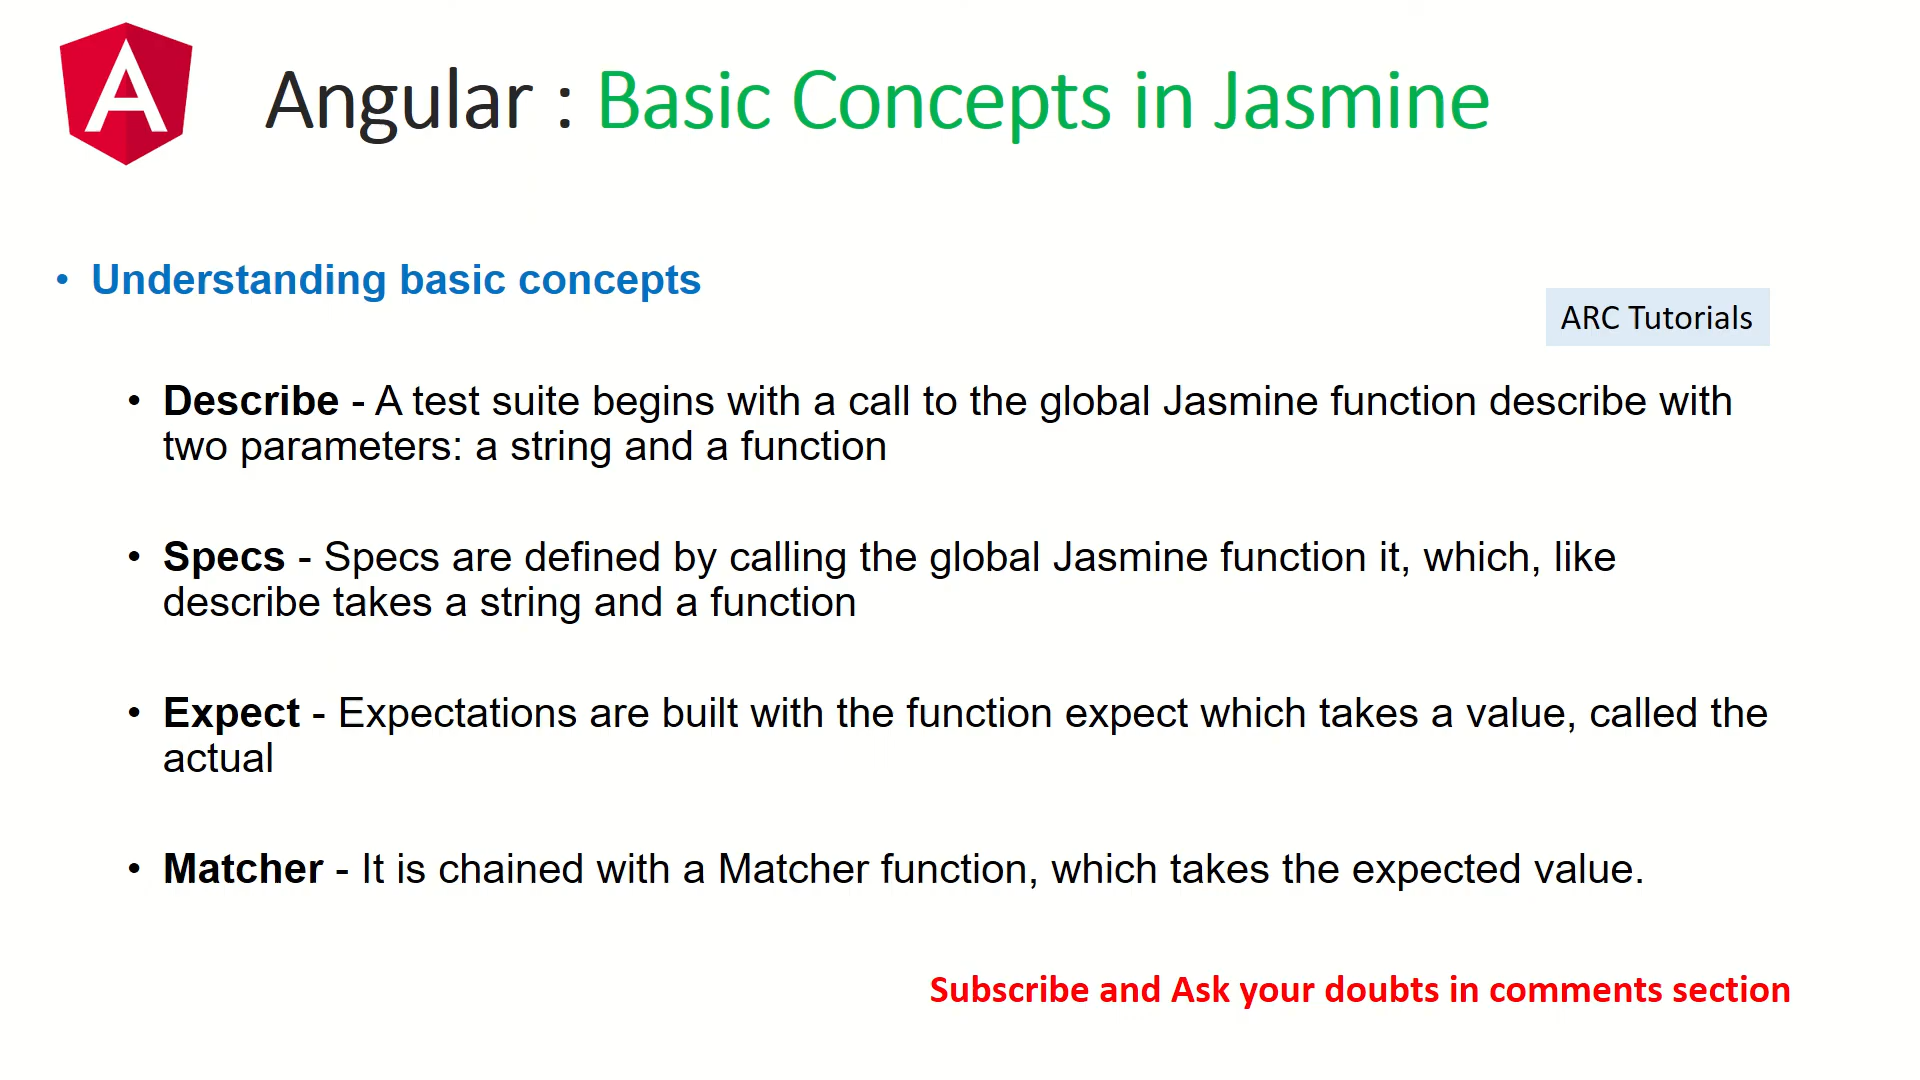 Angular : Basic Concepts in Jasmine
• Understanding basic concepts
ARC Tutorials
• Describe - A test suite begins with a call to the global Jasmine function describe with
two parameters: a string and a function
• Specs - Specs are defined by calling the global Jasmine function it, which, like
describe takes a string and a function
• Expect - Expectations are built with the function expect which takes a value, called the
actual
• Matcher - It is chained with a Matcher function, which takes the expected value.
Subscribe and Ask your doubts in comments section